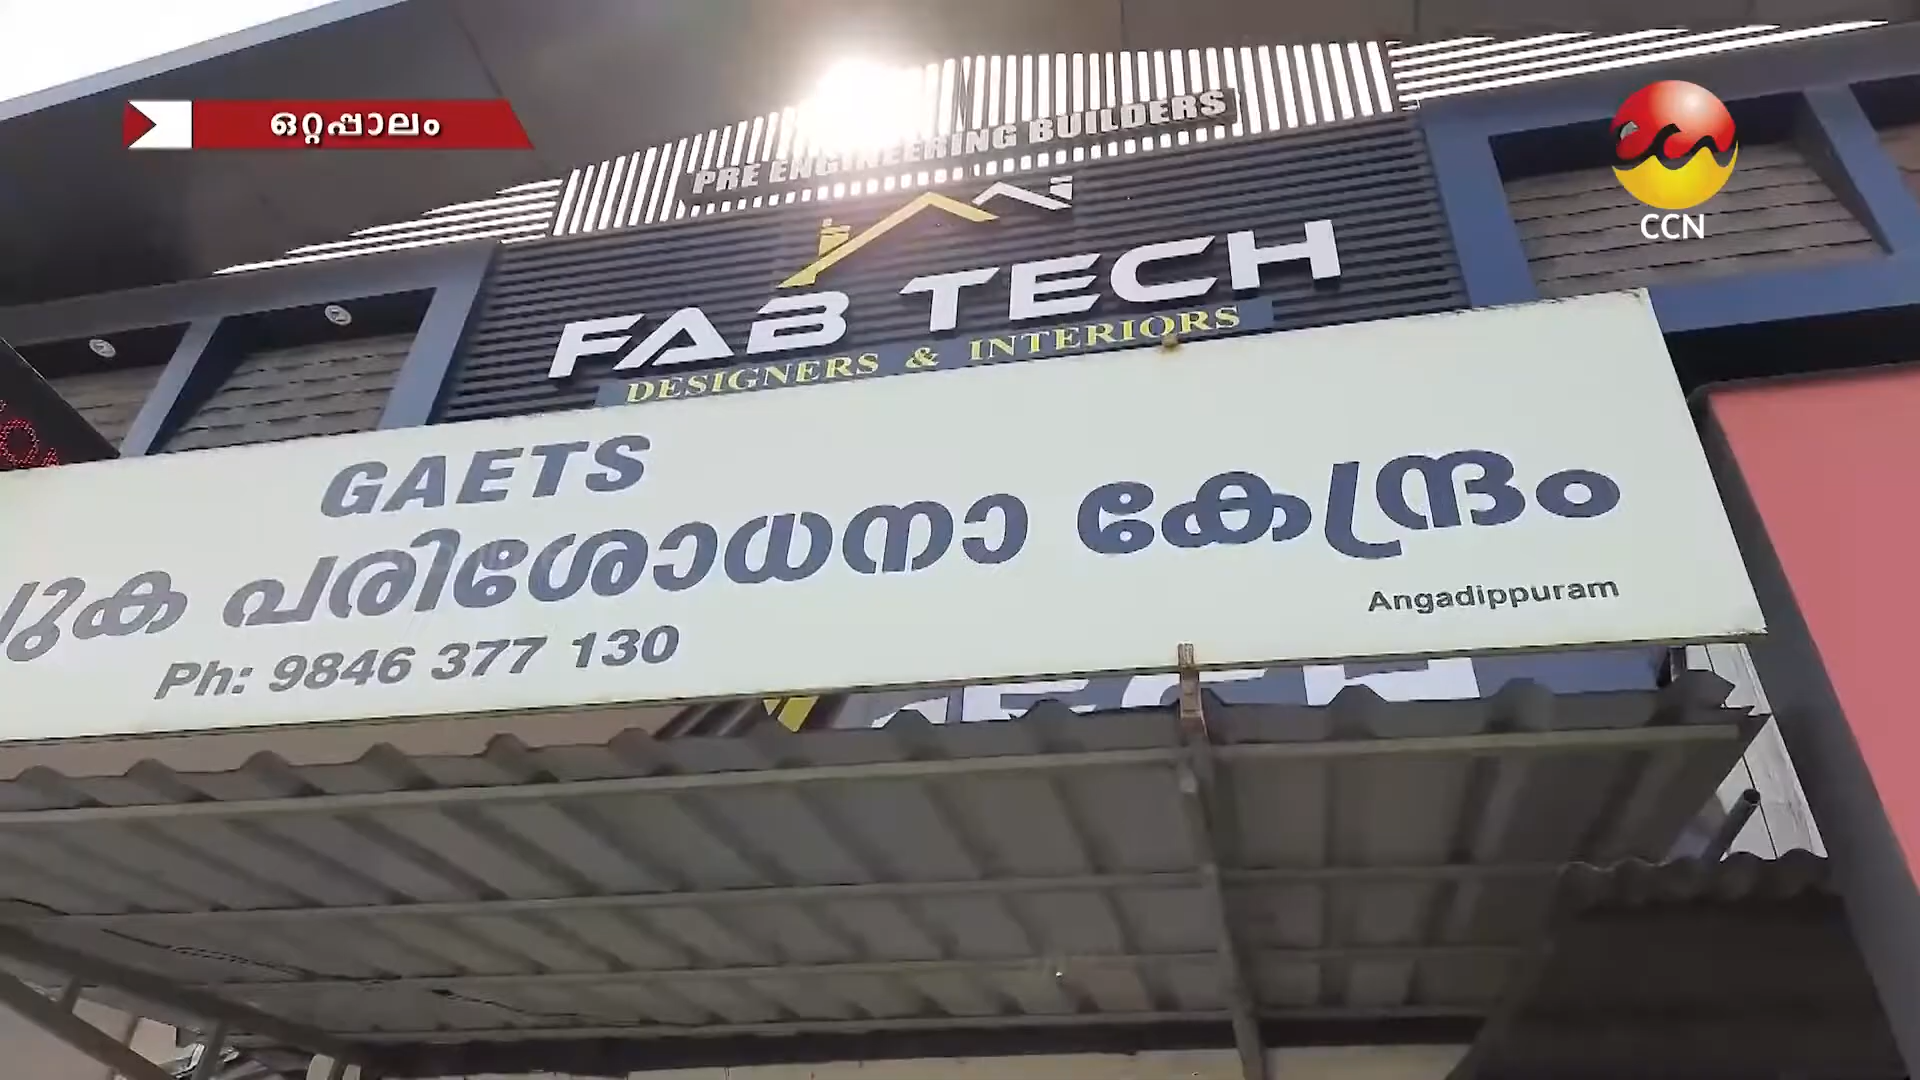 ഒറ്റപ്പാലം
CCN
PRE ENGINEERING BUILDERS
FAB TECH
DESIGNERS & INTERIORS
GAETS
പുക പരിശോധനാ കേന്ദ്രം
Angadippuram
Ph: 9846 377 130